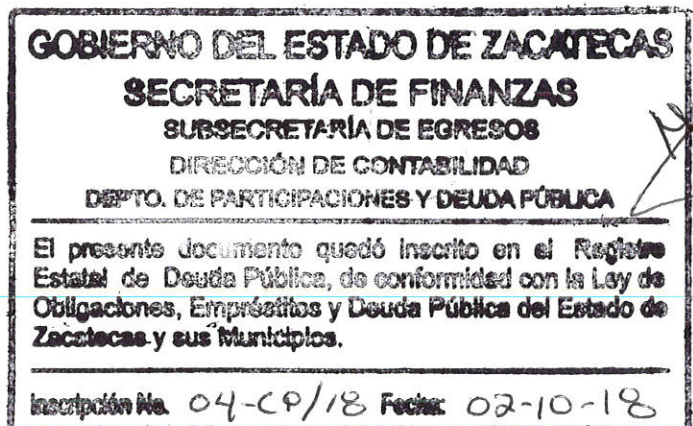 GOBIERNO DEL ESTADO DE ZACATECAS
SECRETARÍA DE FINANZAS
SUBSECRETARÍA DE EGRESOS
DIRECCIÓN DE CONTABILIDAD
DEPTO. DE PARTICIPACIONES Y DEUDA PÚBLICA
El presente documento quedó inscrito en el Registro
Estatal de Deuda Pública, de conformidad con la Ley de
Obligaciones, Empréstitos y Deuda Pública del Estado de
Zacatecas y sus Municipios.
Inscripción No. 04-CP/18 Fecha: 02-10-18